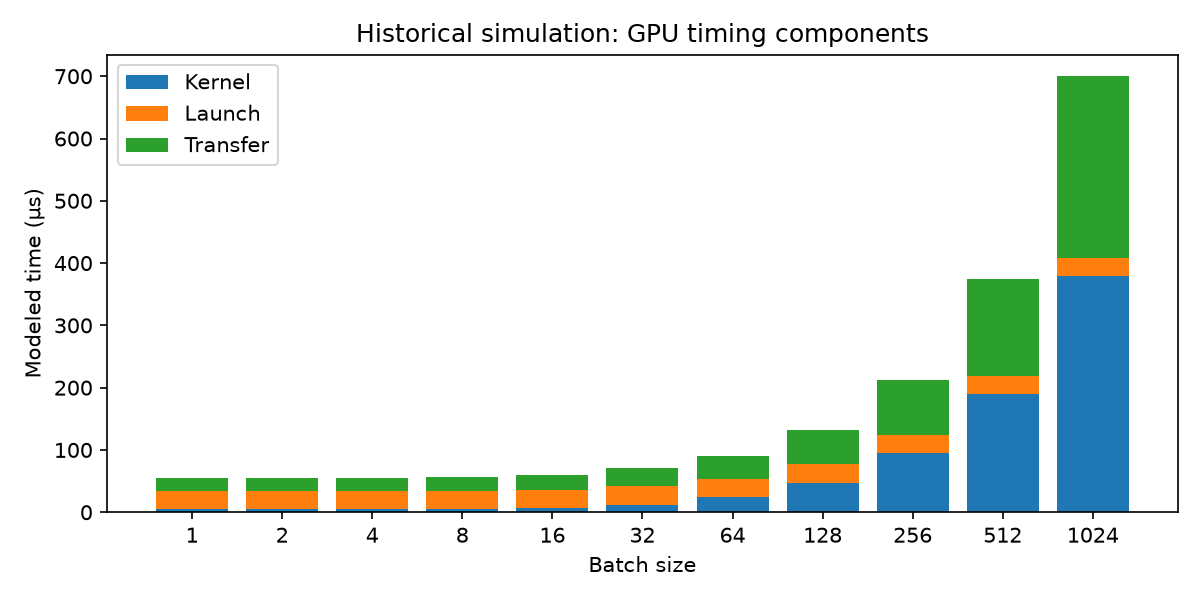 Historical simulation: GPU timing components
Kernel
Launch
Transfer
Modeled time (µs)
700
600
500
400
300
200
100
0
1 2 4 8 16 32 64 128 256 512 1024
Batch size